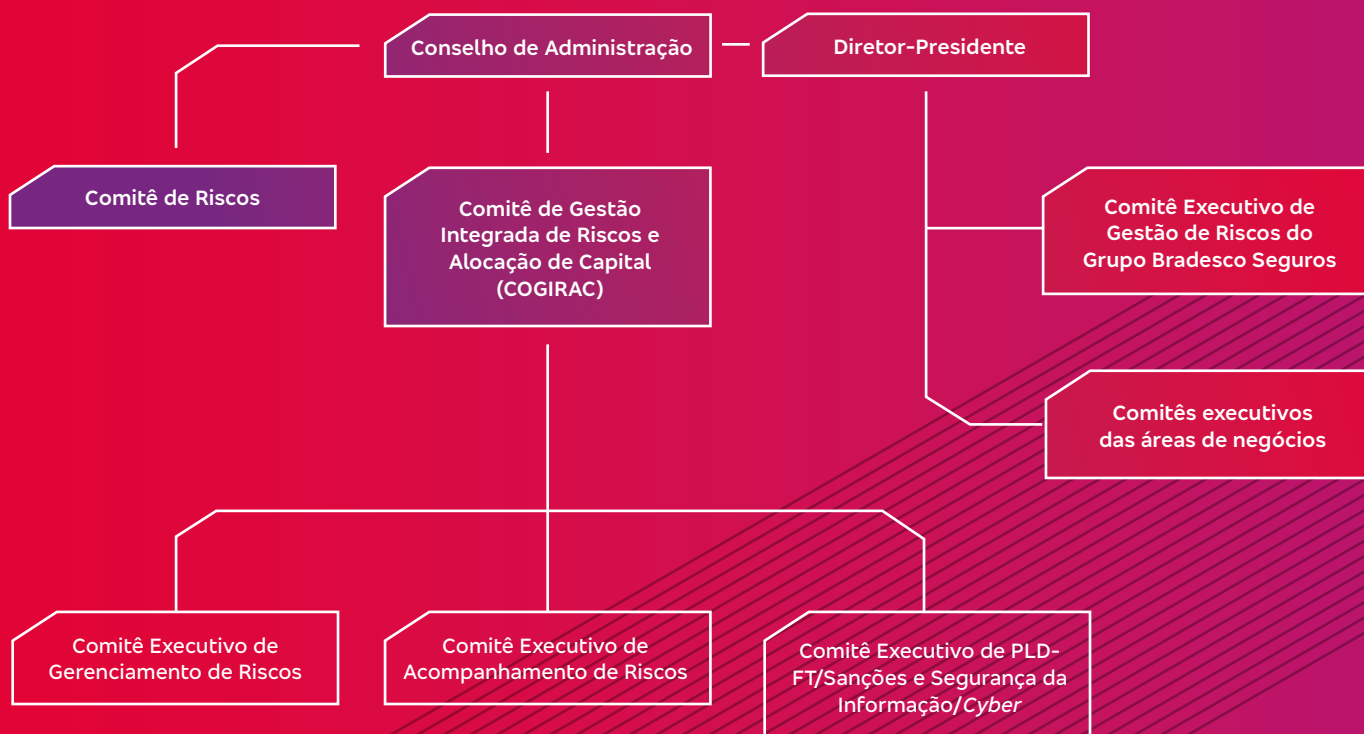 Conselho de Administração
Diretor-Presidente
Comitê de Riscos
Comitê de Gestão
Integrada de Riscos e
Alocação de Capital
(COGIRAC)
Comitê Executivo de
Gestão de Riscos do
Grupo Bradesco Seguros
Comitês executivos
das áreas de negócios
Comitê Executivo de
Gerenciamento de Riscos
Comitê Executivo de
Acompanhamento de Riscos
Comitê Executivo de PLD-
FT/Sanções e Segurança da
Informação/Cyber